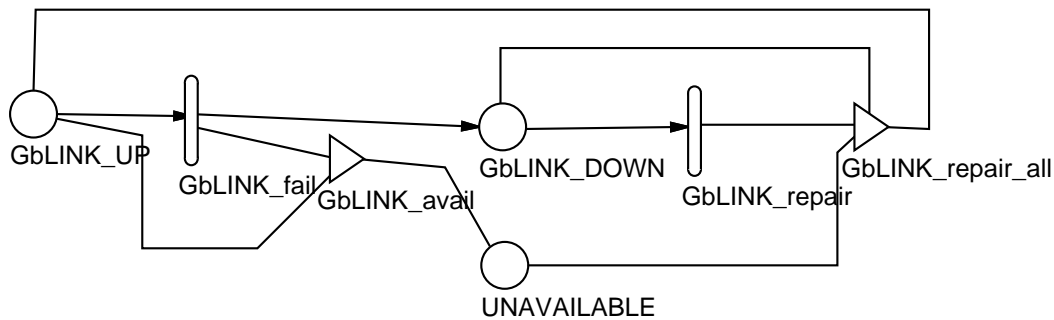 GbLINK_UP
GbLINK_fail
GbLINK_avail
GbLINK_DOWN
GbLINK_repair
GbLINK_repair_all
UNAVAILABLE